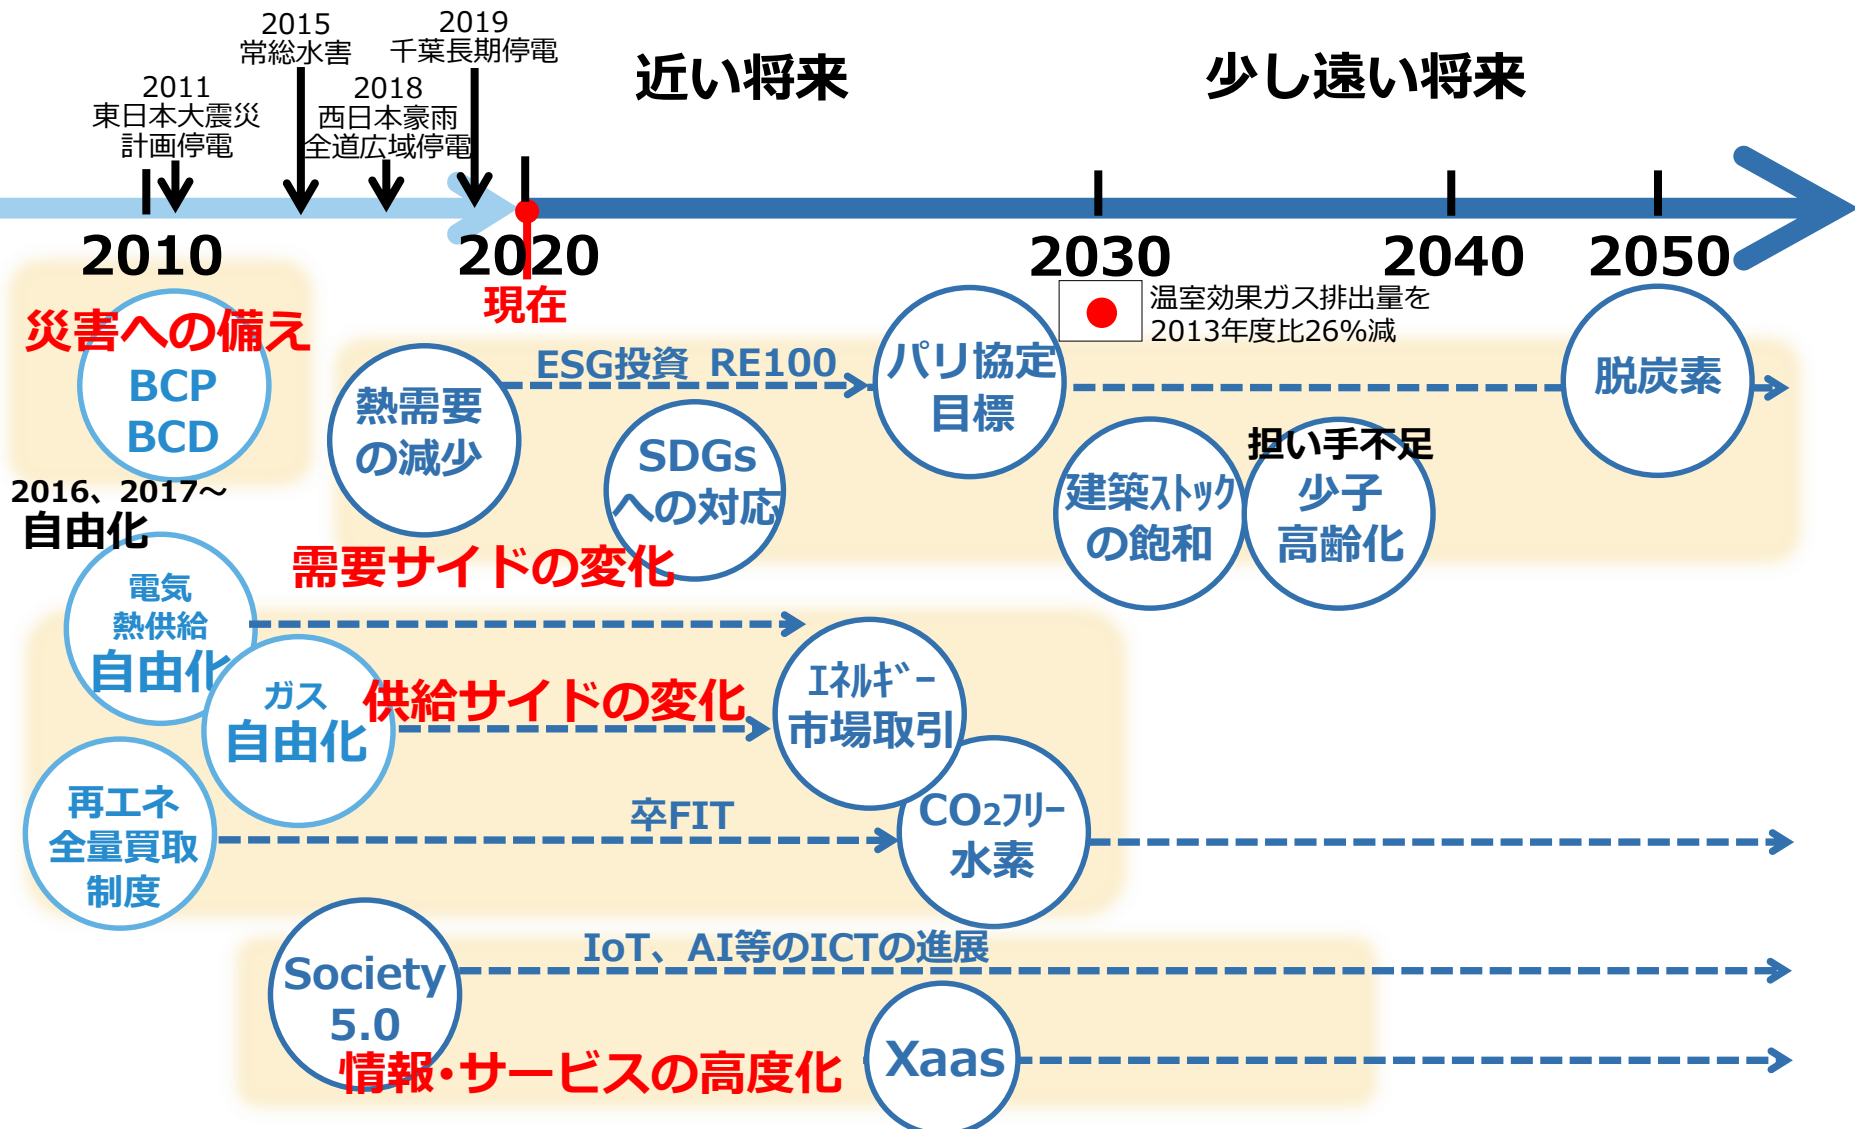 2015
常総水害
2019
千葉長期停電
2011
東日本大震災
計画停電
2018
西日本豪雨
全道広域停電
近い将来
少し遠い将来
2010
2020
2030
2040
2050
現在
災害への備え
BCP
BCD
温室効果ガス排出量を
2013年度比26%減
熱需要
の減少
ESG投資 RE100
SDGs
への対応
パリ協定
目標
建築ｽﾄｯｸ
の飽和
担い手不足
少子
高齢化
脱炭素
需要サイドの変化
2016、2017～
自由化
電気
熱供給
自由化
ガス
自由化
供給サイドの変化
ｴﾈﾙｷﾞｰ
市場取引
再エネ
全量買取
制度
卒FIT
CO₂ﾌﾘｰ
水素
Society
5.0
IoT、AI等のICTの進展
情報・サービスの高度化
Xaas